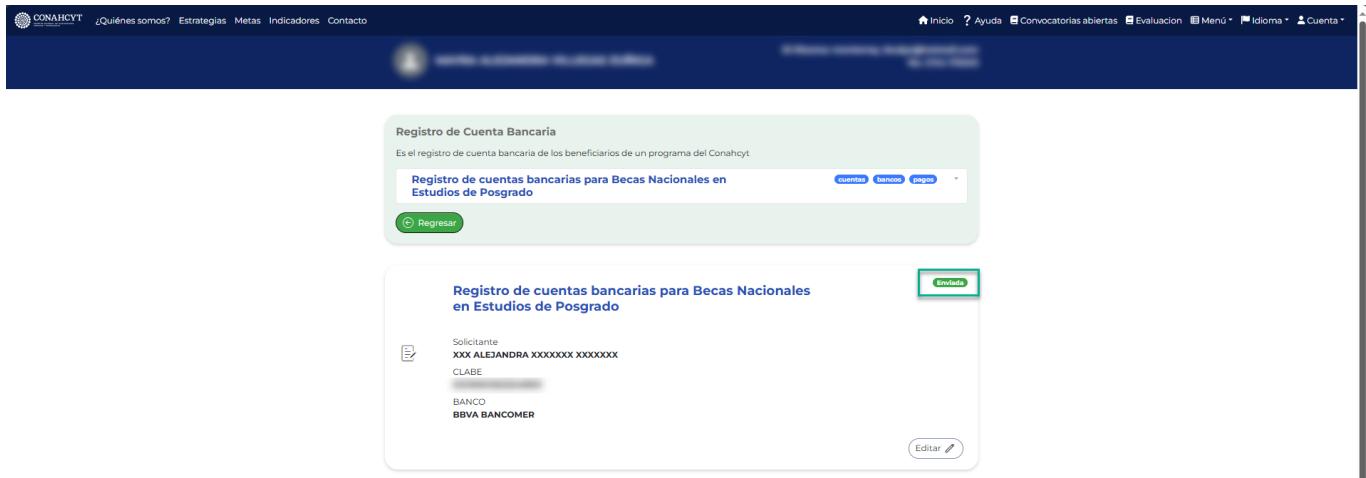 CONAHCYT ¿Quiénes somos? Estrategias Metas Indicadores Contacto Inicio ? Ayuda Convocatorias abiertas Evaluacion Menú Idioma Cuenta
Registro de Cuenta Bancaria
Es el registro de cuenta bancaria de los beneficiarios de un programa del Conahcyt
Registro de cuentas bancarias para Becas Nacionales en cuentas bancos pagos
Estudios de Posgrado
Regresar
Registro de cuentas bancarias para Becas Nacionales Enviada
en Estudios de Posgrado
Solicitante
XXX ALEJANDRA XXXXXXX XXXXXXX
CLABE
BANCO
BBVA BANCOMER
Editar